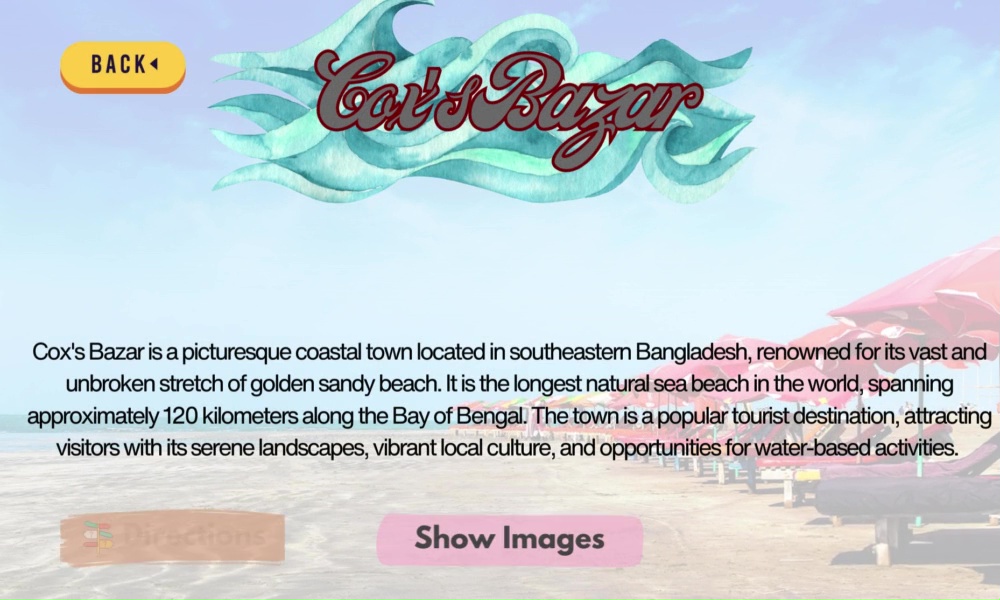 BACK
Cox's Bazar
Cox's Bazar is a picturesque coastal town located in southeastern Bangladesh, renowned for its vast and
unbroken stretch of golden sandy beach. It is the longest natural sea beach in the world, spanning
approximately 120 kilometers along the Bay of Bengal. The town is a popular tourist destination, attracting
visitors with its serene landscapes, vibrant local culture, and opportunities for water-based activities.
Directions
Show Images